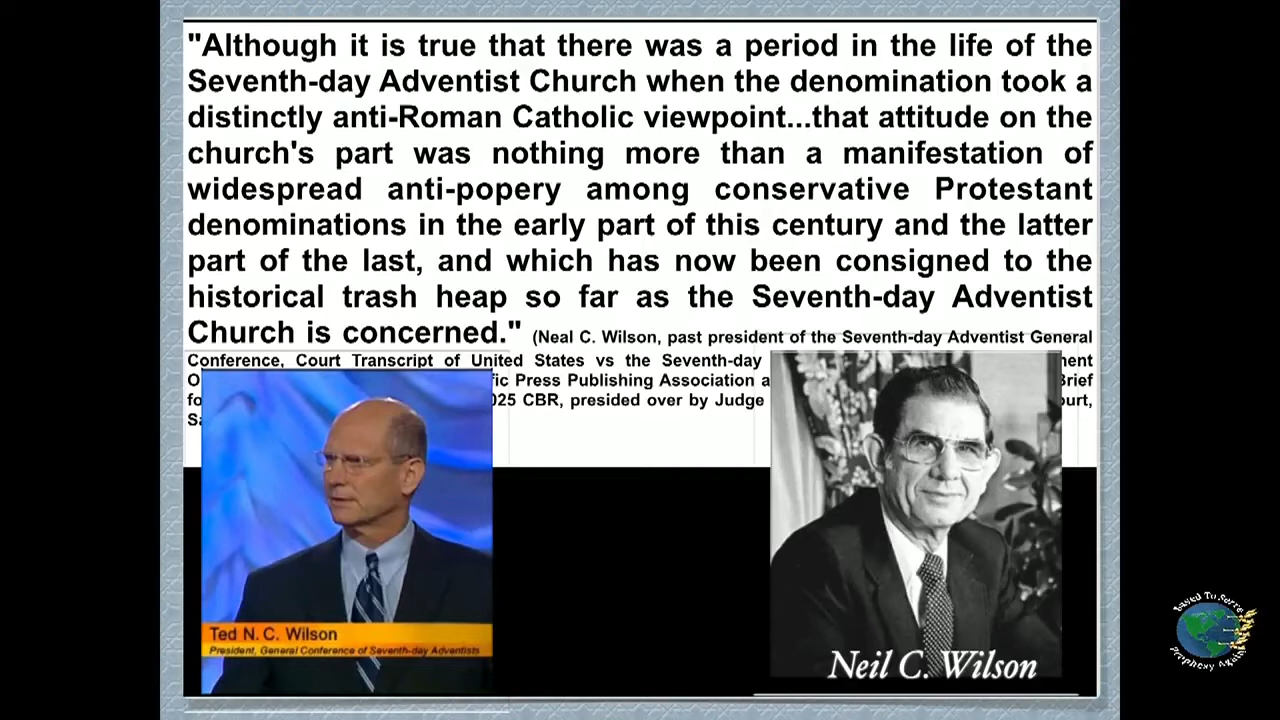 "Although it is true that there was a period in the life of the
Seventh-day Adventist Church when the denomination took a
distinctly anti-Roman Catholic viewpoint...that attitude on the
church's part was nothing more than a manifestation of
widespread anti-popery among conservative Protestant
denominations in the early part of this century and the latter
part of the last, and which has now been consigned to the
historical trash heap so far as the Seventh-day Adventist
Church is concerned." (Neal C. Wilson, past president of the Seventh-day Adventist General
Conference, Court Transcript of United States vs the Seventh-day
Press Publishing Association
CBR, presided over by Judge
Ted N. C. Wilson
President, General Conference of Seventh-day Adventists
Neil C. Wilson
Prophecy Again